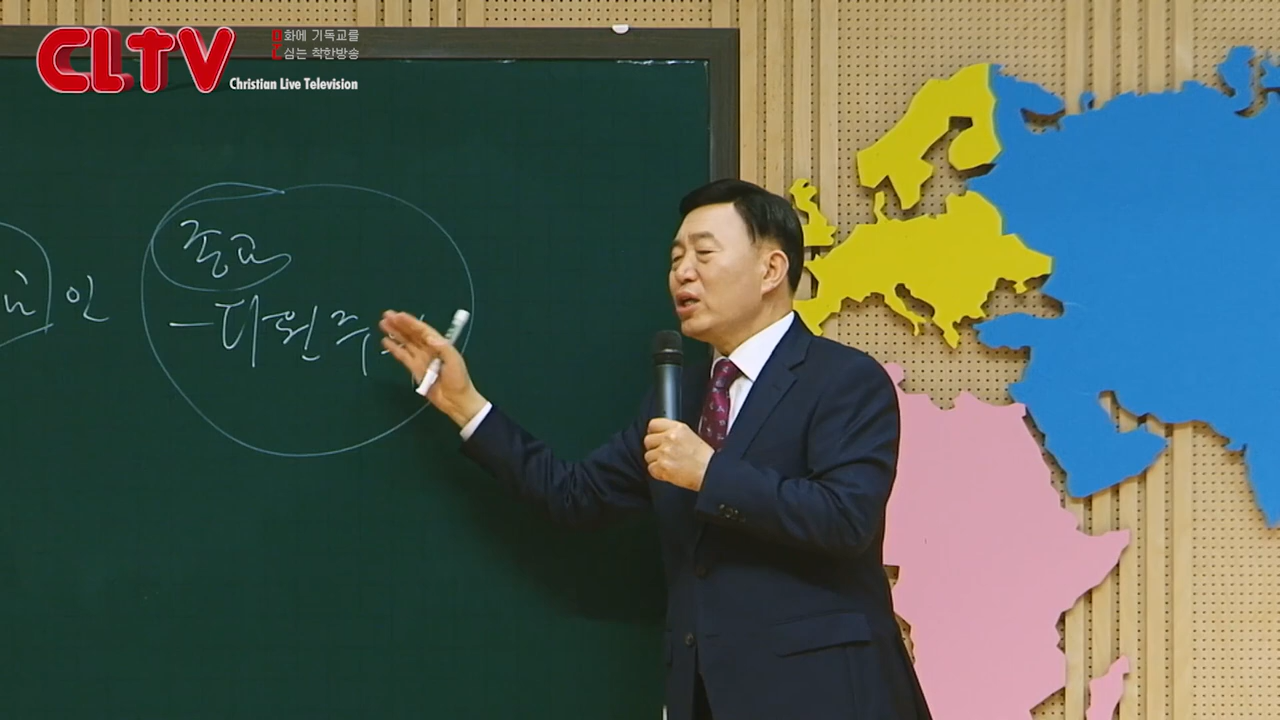 CLTV
문화에 기독교를
심는 착한방송
Christian Live Television
종교
인
-다원주